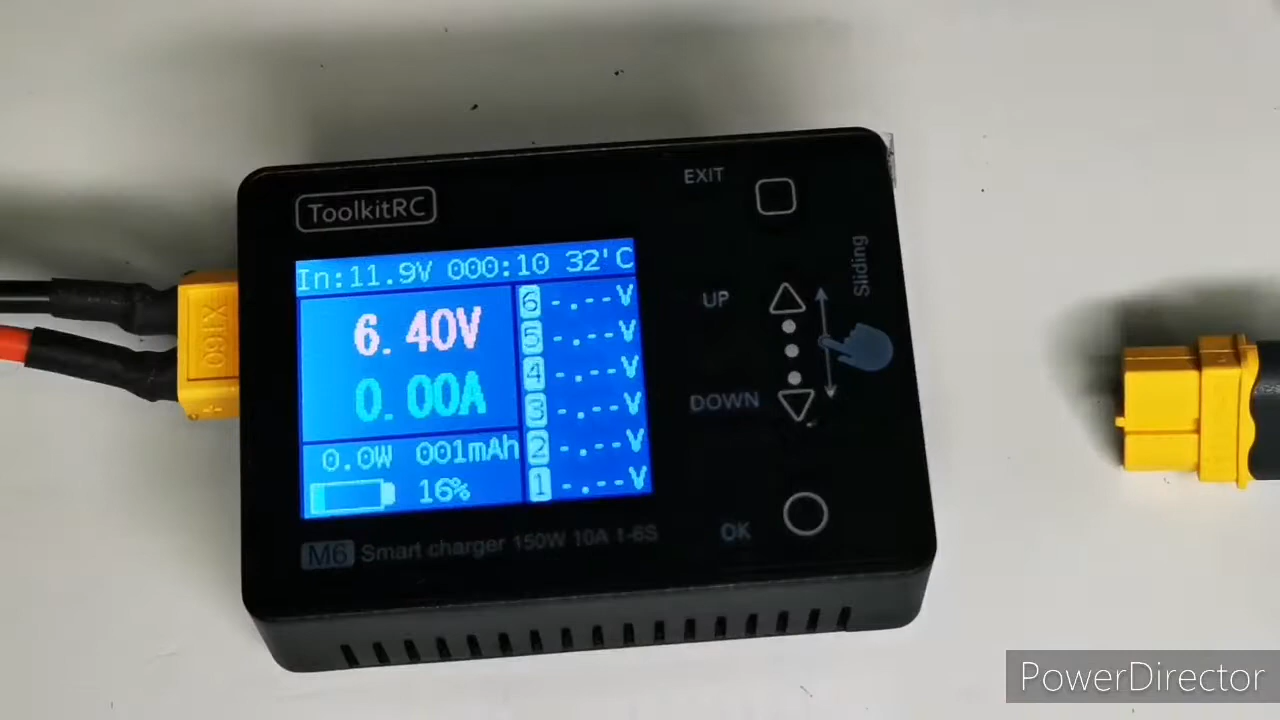 ToolkitRC
EXIT
In:11.9V 000:10 32'C
6.40V
0.00A
0.0W 001mAh
16%
6 -.--V
5 -.--V
4 -.--V
3 -.--V
2 -.--V
1 -.--V
UP
DOWN
Sliding
OK
M6 Smart charger 150W 10A 1-6S
XT60
+
PowerDirector